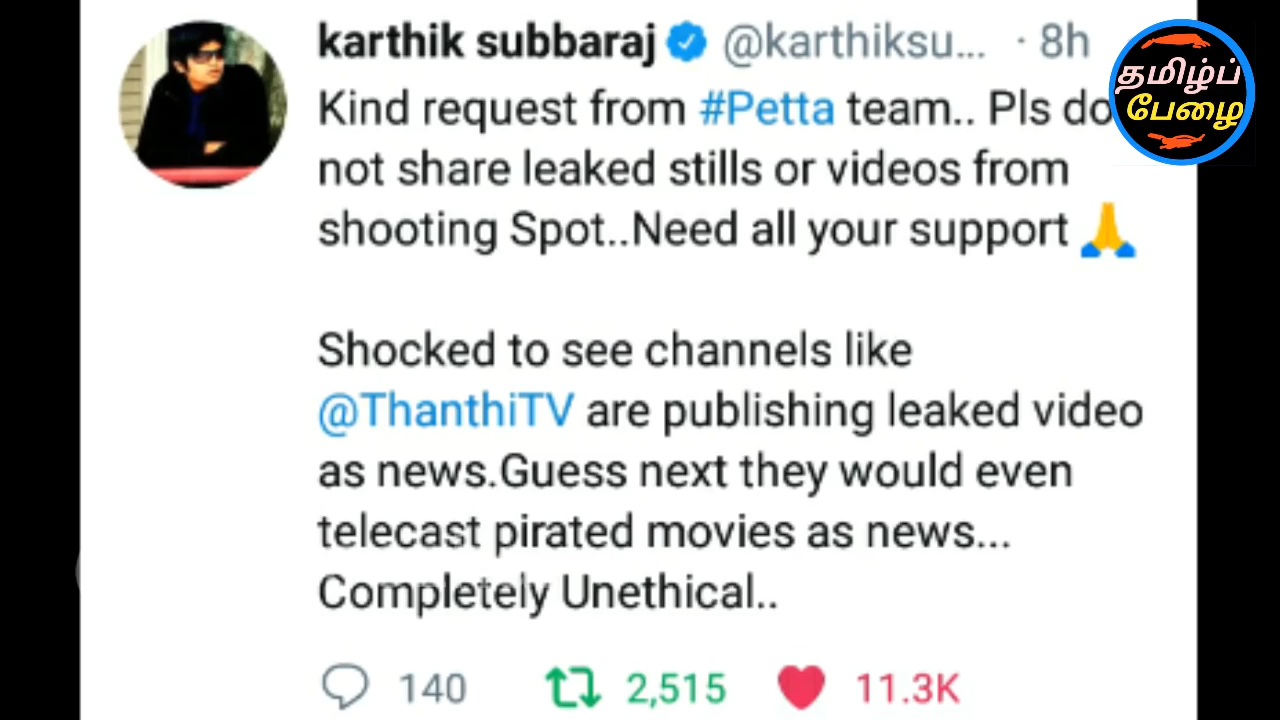 karthik subbaraj @karthiksu... · 8h
தமிழ்ப்
பேழை
Kind request from #Petta team.. Pls do
not share leaked stills or videos from
shooting Spot..Need all your support 🙏
Shocked to see channels like
@ThanthiTV are publishing leaked video
as news.Guess next they would even
telecast pirated movies as news...
Completely Unethical..
140 2,515 11.3K